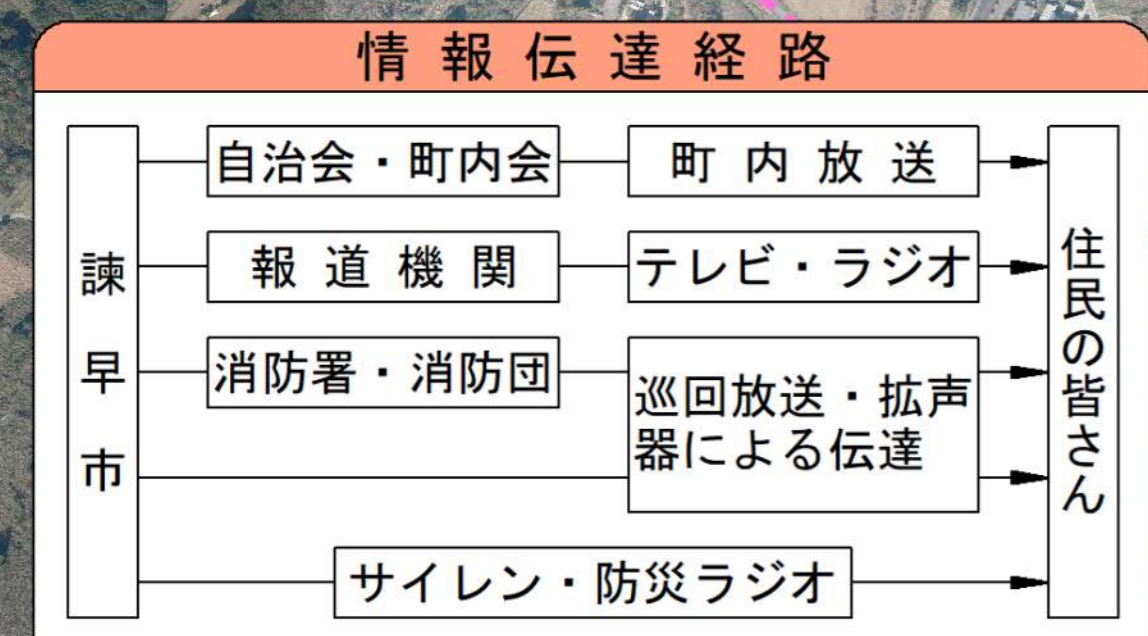 情報伝達経路
諫早市
自治会・町内会
町内放送
報道機関
テレビ・ラジオ
消防署・消防団
巡回放送・拡声
器による伝達
サイレン・防災ラジオ
住民の皆さん